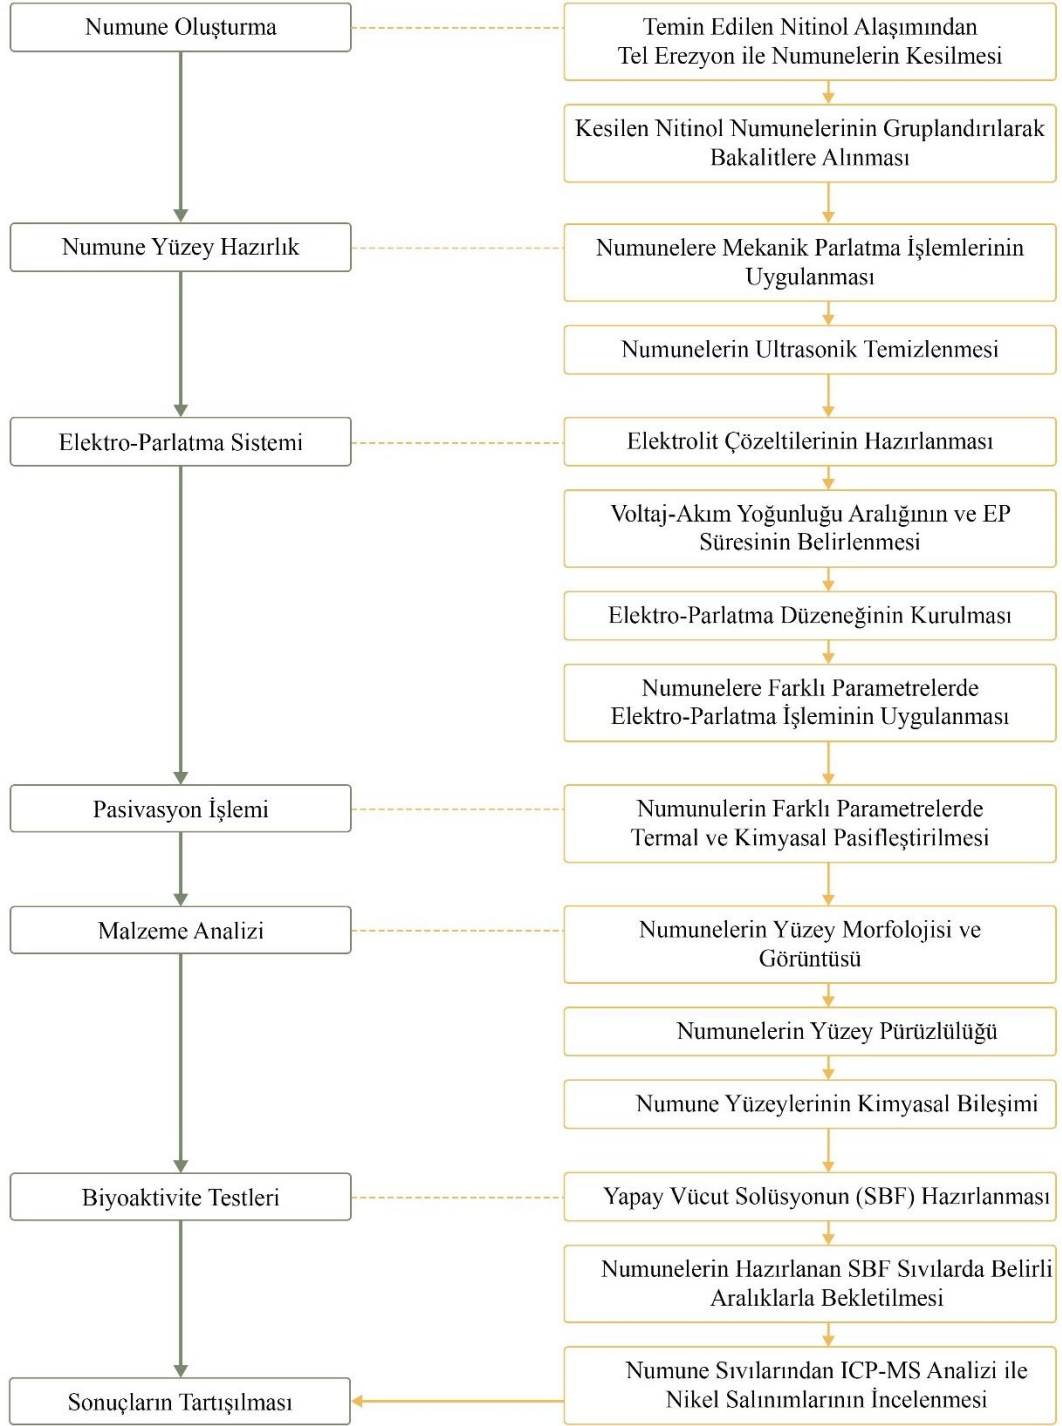 Numune Oluşturma
Temin Edilen Nitinol Alaşımından
Tel Erezyon ile Numunelerin Kesilmesi
Kesilen Nitinol Numunelerinin Gruplandırılarak
Bakalitlere Alınması
Numune Yüzey Hazırlık
Numunelere Mekanik Parlatma İşlemlerinin
Uygulanması
Numunelerin Ultrasonik Temizlenmesi
Elektro-Parlatma Sistemi
Elektrolit Çözeltilerinin Hazırlanması
Voltaj-Akım Yoğunluğu Aralığının ve EP
Süresinin Belirlenmesi
Elektro-Parlatma Düzeneğinin Kurulması
Numunelere Farklı Parametrelerde
Elektro-Parlatma İşleminin Uygulanması
Pasivasyon İşlemi
Numunulerin Farklı Parametrelerde
Termal ve Kimyasal Pasifleştirilmesi
Malzeme Analizi
Numunelerin Yüzey Morfolojisi ve
Görüntüsü
Numunelerin Yüzey Pürüzlülüğü
Numune Yüzeylerinin Kimyasal Bileşimi
Biyoaktivite Testleri
Yapay Vücut Solüsyonun (SBF) Hazırlanması
Numunelerin Hazırlanan SBF Sıvılarda Belirli
Aralıklarla Bekletilmesi
Numune Sıvılarından ICP-MS Analizi ile
Nikel Salınımlarının İncelenmesi
Sonuçların Tartışılması